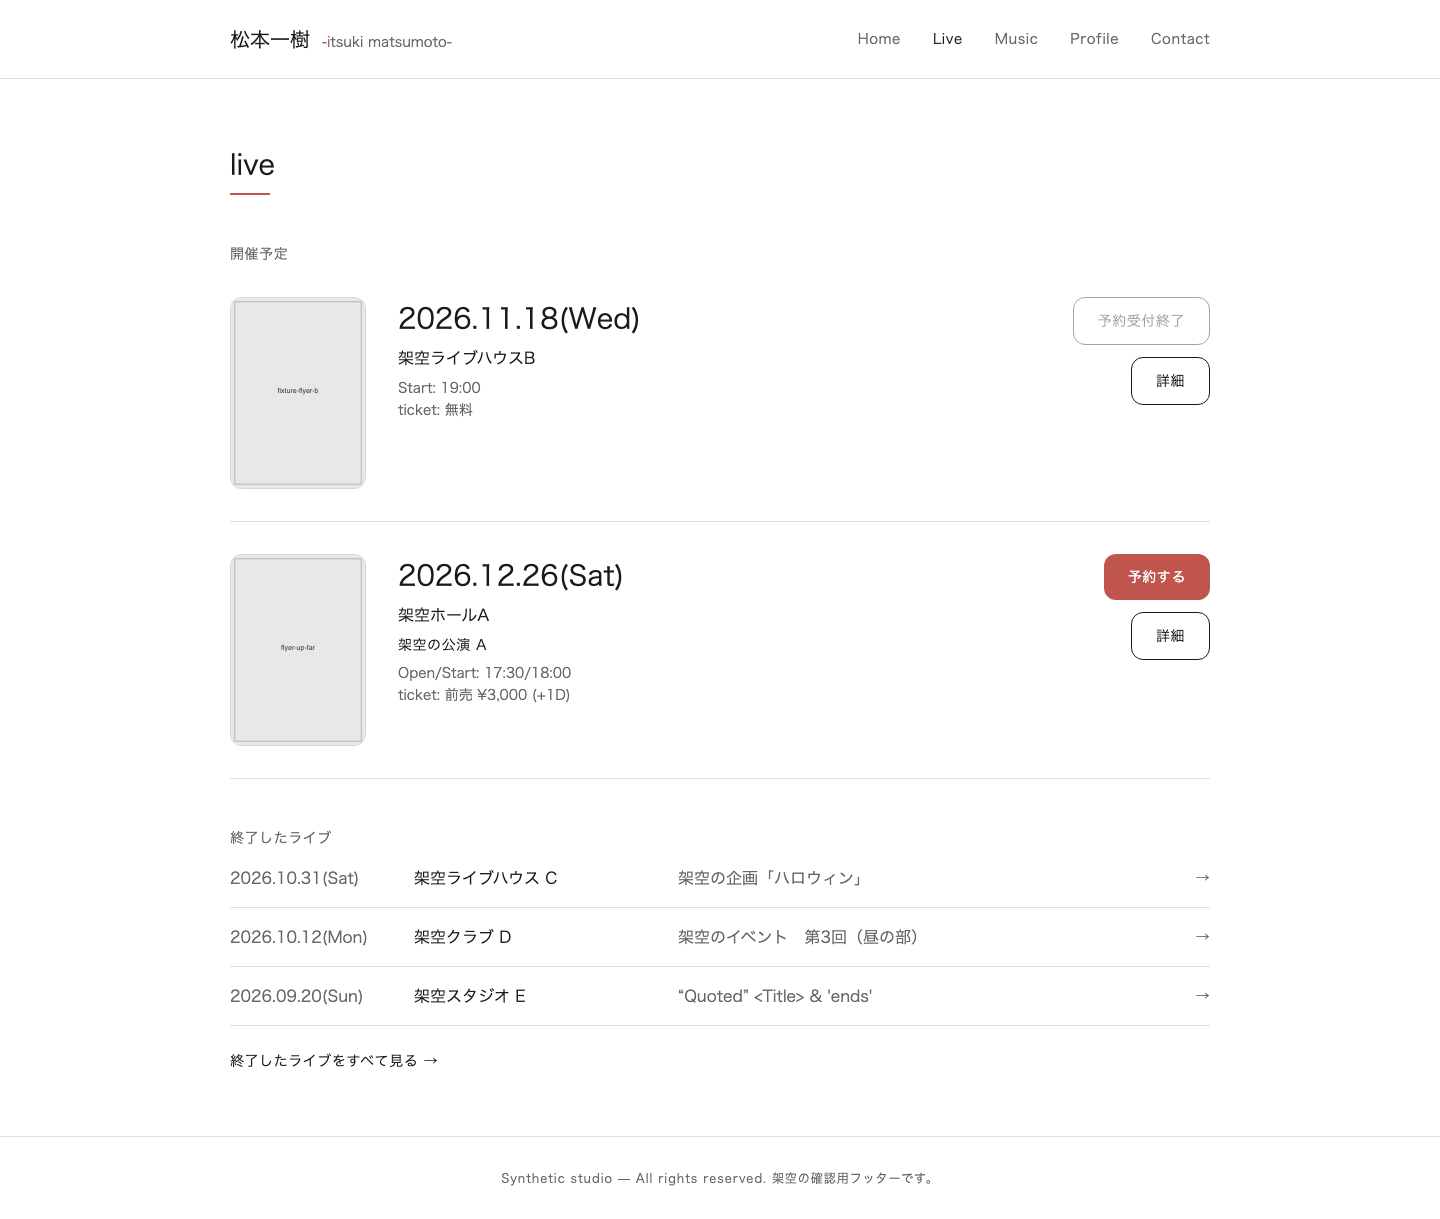 松本一樹 -itsuki matsumoto-
Home Live Music Profile Contact
live
開催予定
fixture-flyer-b
2026.11.18(Wed)
架空ライブハウスB
Start: 19:00
ticket: 無料
予約受付終了
詳細
flyer-up-far
2026.12.26(Sat)
架空ホールA
架空の公演 A
Open/Start: 17:30/18:00
ticket: 前売 ¥3,000 (+1D)
予約する
詳細
終了したライブ
2026.10.31(Sat) 架空ライブハウス C 架空の企画「ハロウィン」 →
2026.10.12(Mon) 架空クラブ D 架空のイベント　第3回（昼の部） →
2026.09.20(Sun) 架空スタジオ E “Quoted” <Title> & 'ends' →
終了したライブをすべて見る →
Synthetic studio — All rights reserved. 架空の確認用フッターです。